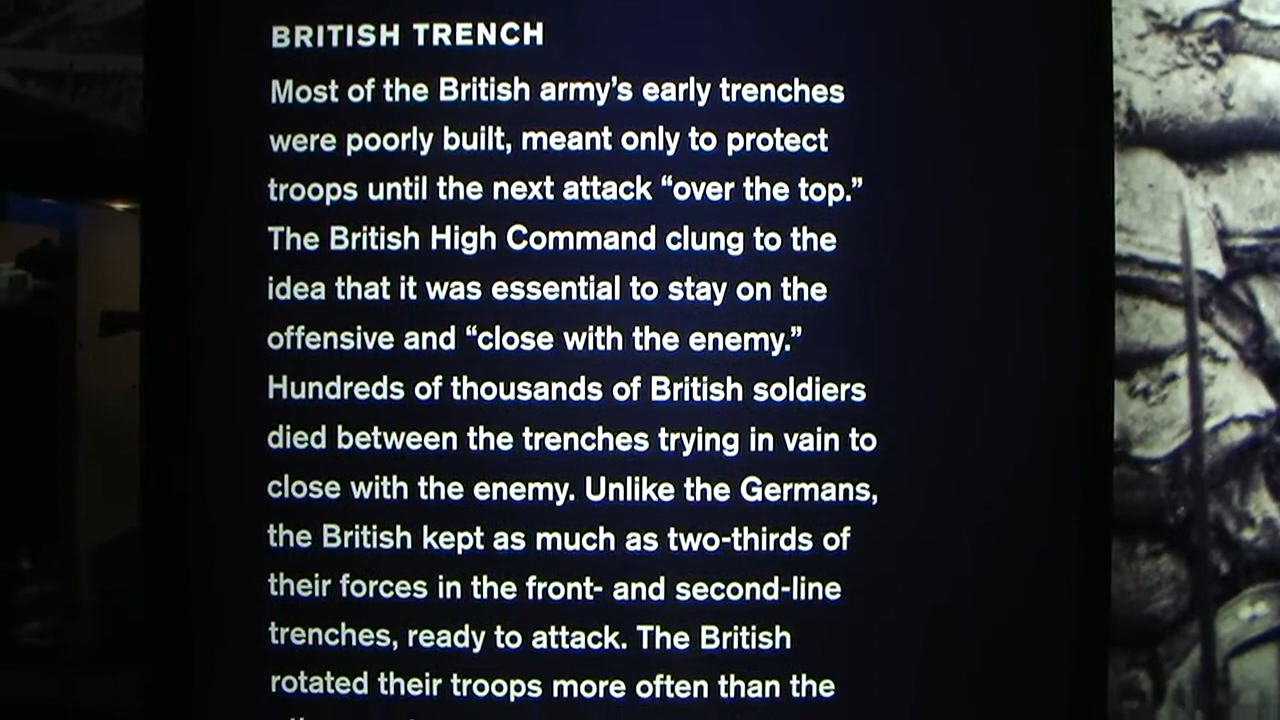 BRITISH TRENCH
Most of the British army’s early trenches
were poorly built, meant only to protect
troops until the next attack “over the top.”
The British High Command clung to the
idea that it was essential to stay on the
offensive and “close with the enemy.”
Hundreds of thousands of British soldiers
died between the trenches trying in vain to
close with the enemy. Unlike the Germans,
the British kept as much as two-thirds of
their forces in the front- and second-line
trenches, ready to attack. The British
rotated their troops more often than the